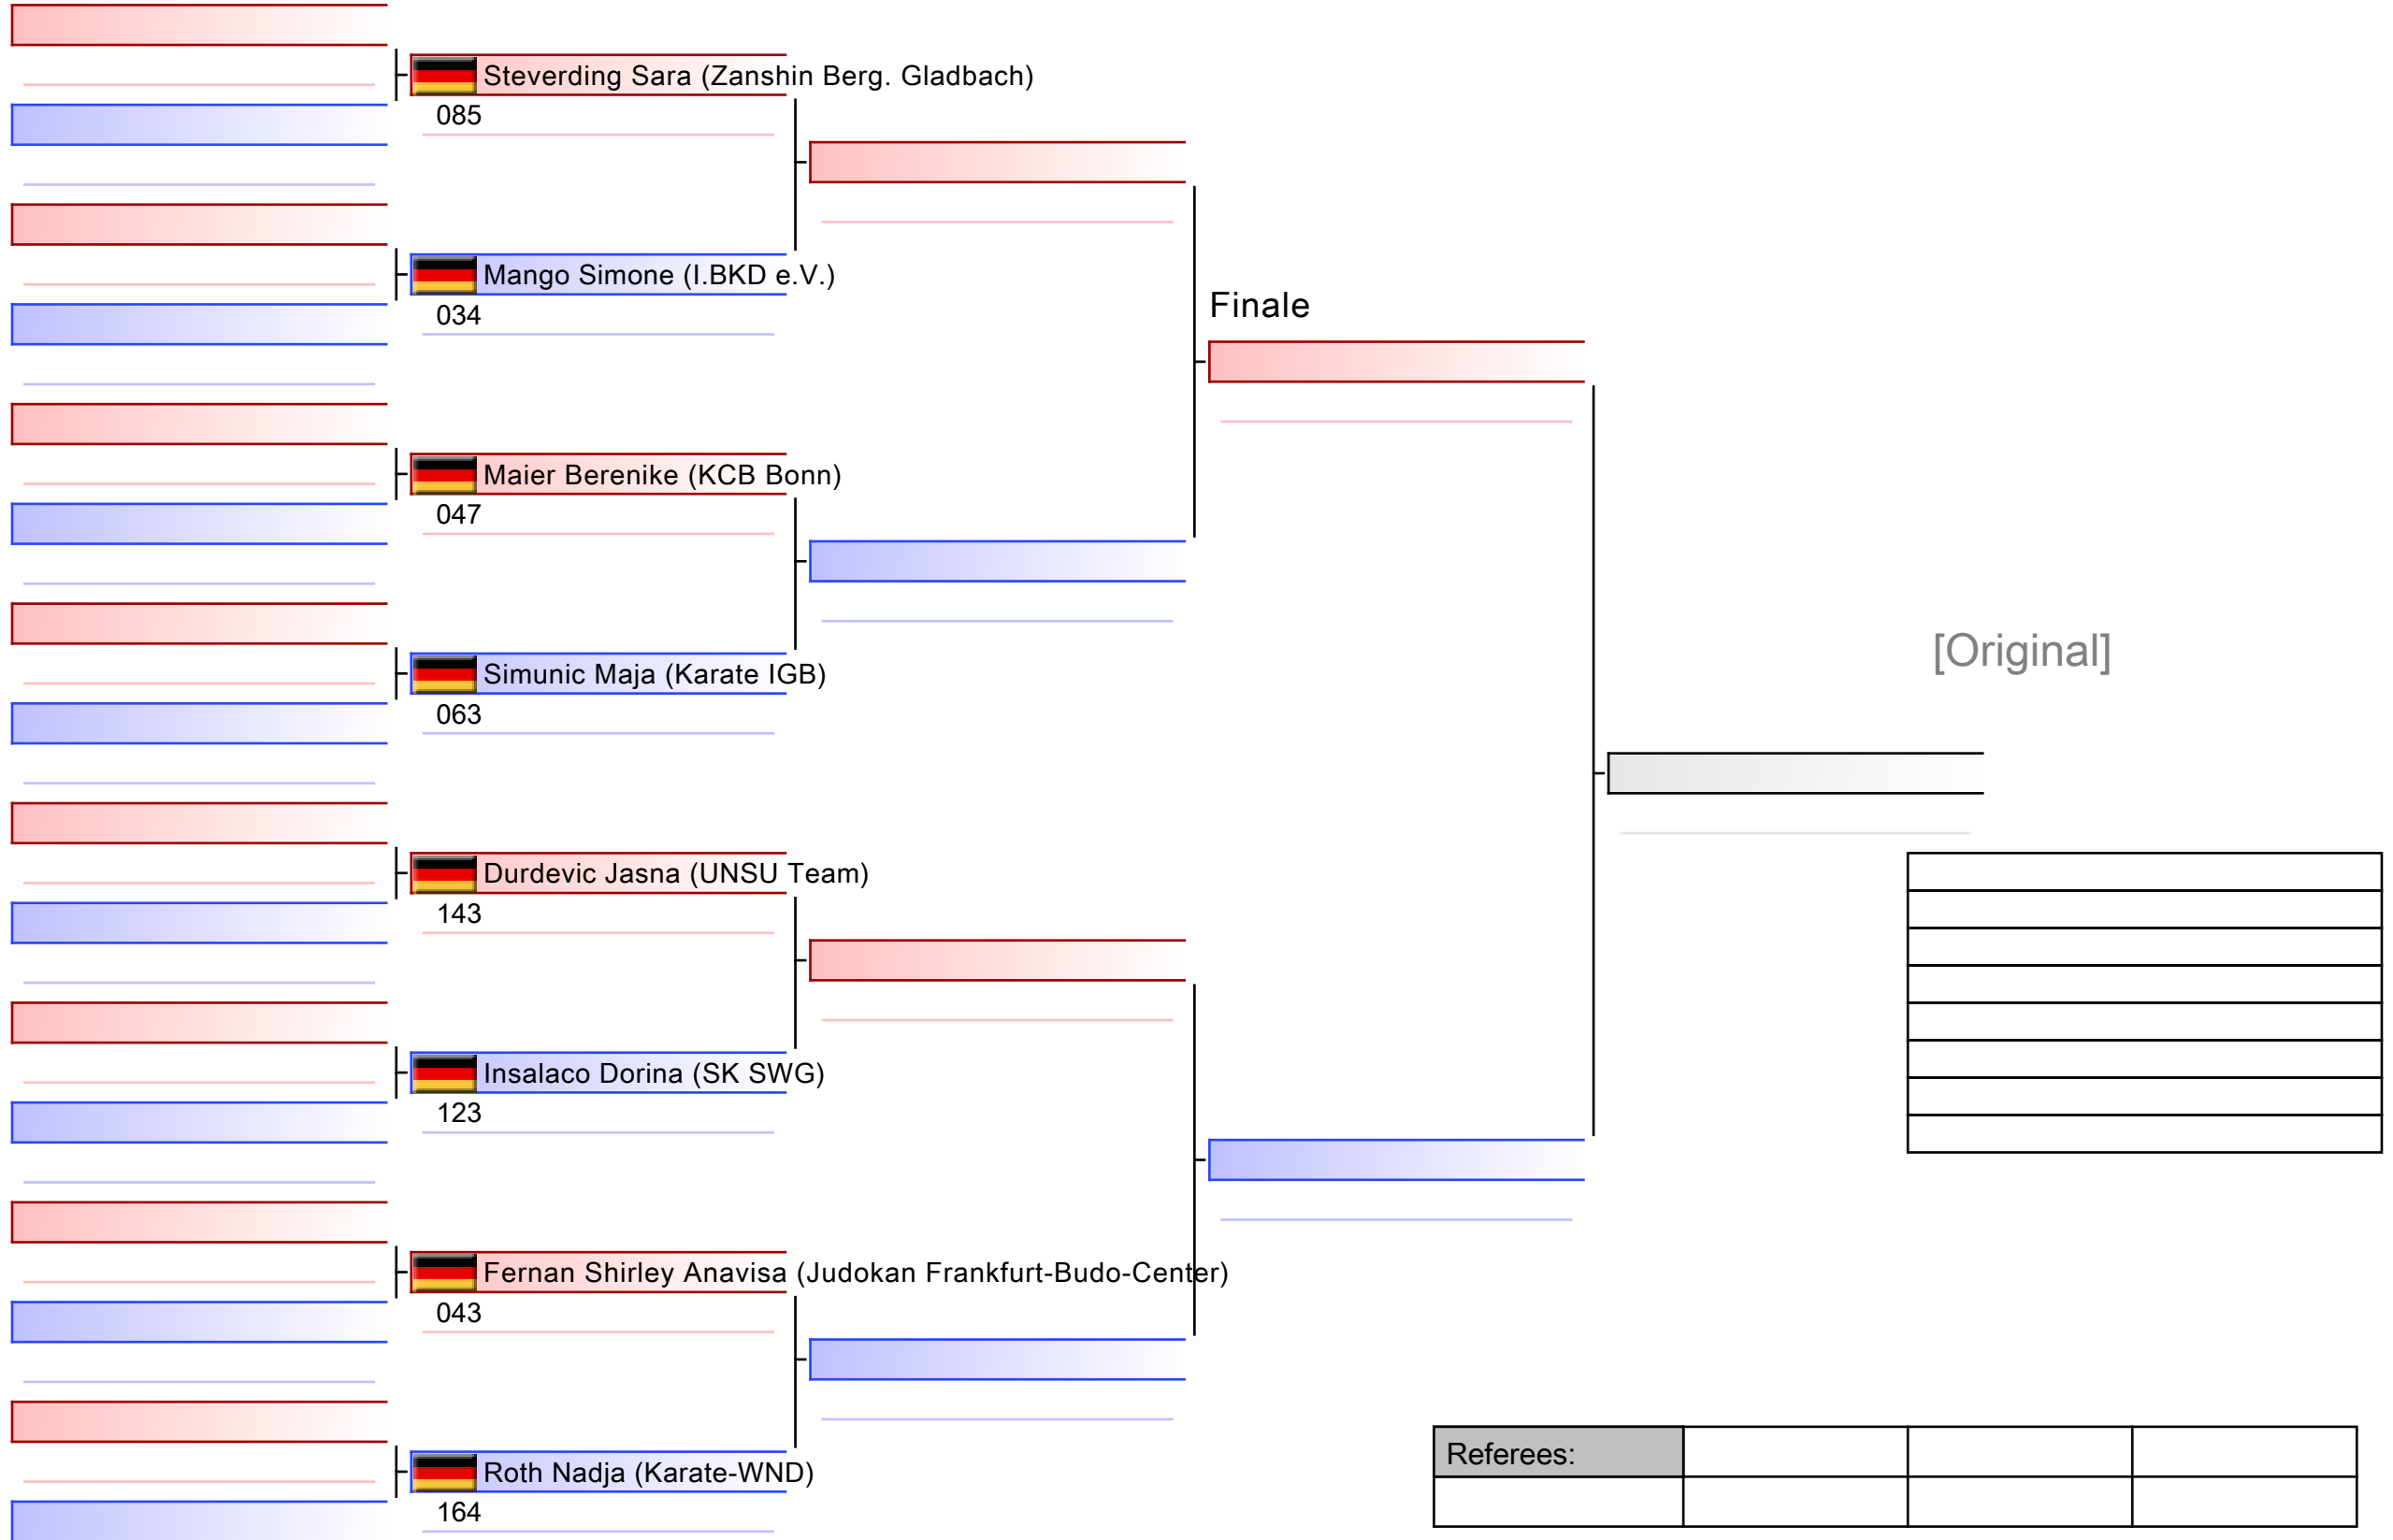 Steverding Sara (Zanshin Berg. Gladbach)
085
Mango Simone (I.BKD e.V.)
034
Finale
Maier Berenike (KCB Bonn)
047
[Original]
Simunic Maja (Karate IGB)
063
Durdevic Jasna (UNSU Team)
143
Insalaco Dorina (SK SWG)
123
Fernan Shirley Anavisa (Judokan Frankfurt-Budo-Center)
043
Referees:
Roth Nadja (Karate-WND)
164